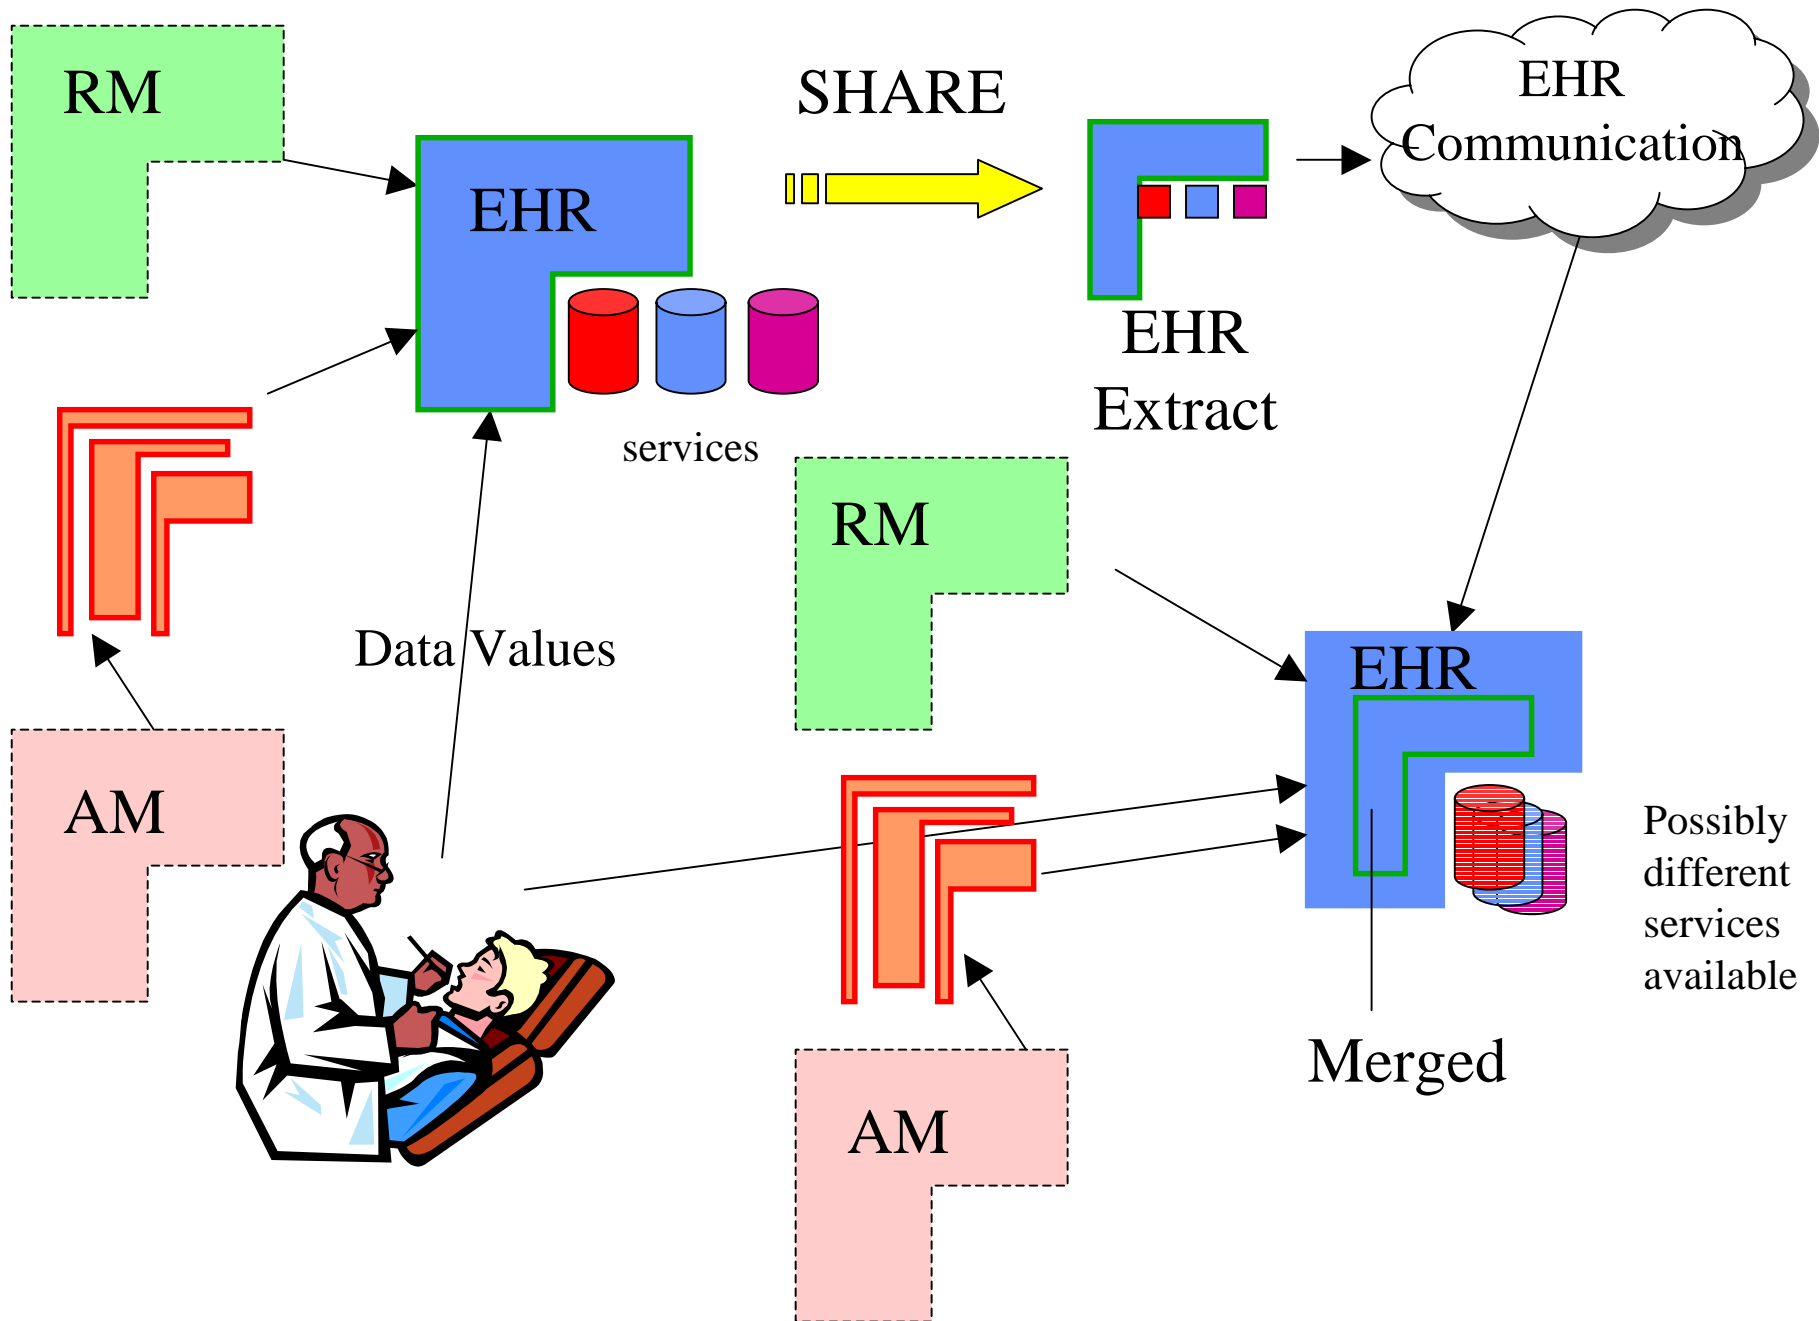 RM
SHARE
EHR
Communication
EHR
EHR
Extract
services
RM
Data Values
EHR
AM
Possibly
different
services
available
Merged
AM